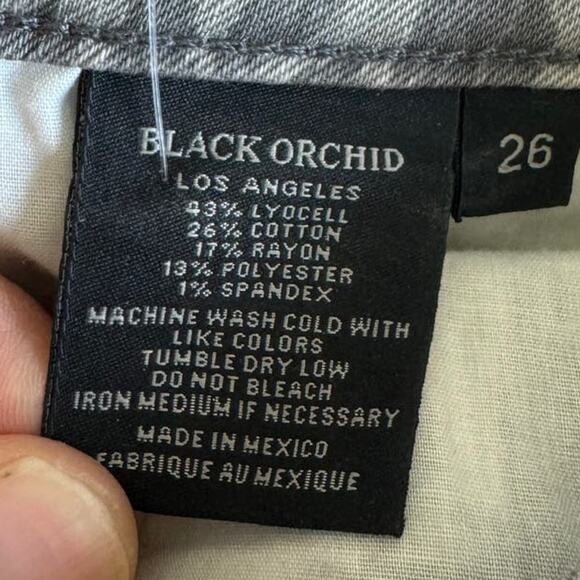 BLACK ORCHID
LOS ANGELES
43% LYOCELL
26% COTTON
17% RAYON
13% POLYESTER
1% SPANDEX
MACHINE WASH COLD WITH
LIKE COLORS
TUMBLE DRY LOW
DO NOT BLEACH
IRON MEDIUM IF NECESSARY
MADE IN MEXICO
FABRIQUE AU MEXIQUE
26